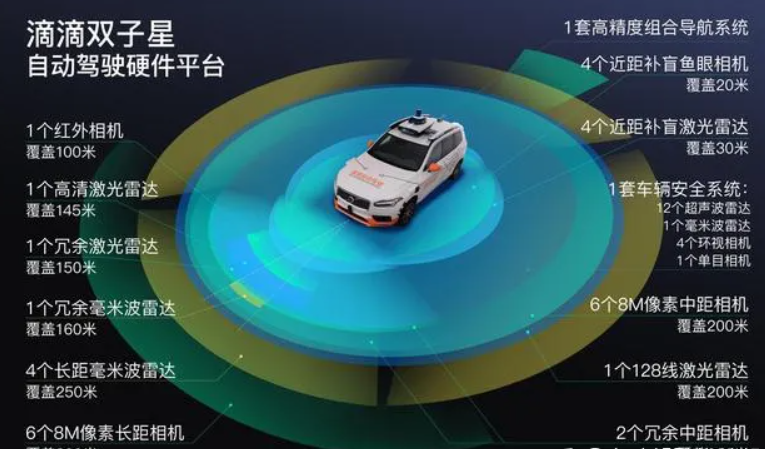 滴滴双子星
自动驾驶硬件平台
1个红外相机
覆盖100米
1个高清激光雷达
覆盖145米
1个冗余激光雷达
覆盖150米
1个冗余毫米波雷达
覆盖160米
4个长距毫米波雷达
覆盖250米
6个8M像素长距相机
1套高精度组合导航系统
4个近距补盲鱼眼相机
覆盖20米
4个近距补盲激光雷达
覆盖30米
1套车辆安全系统：
12个超声波雷达
1个毫米波雷达
4个环视相机
1个单目相机
6个8M像素中距相机
覆盖200米
1个128线激光雷达
覆盖200米
2个冗余中距相机